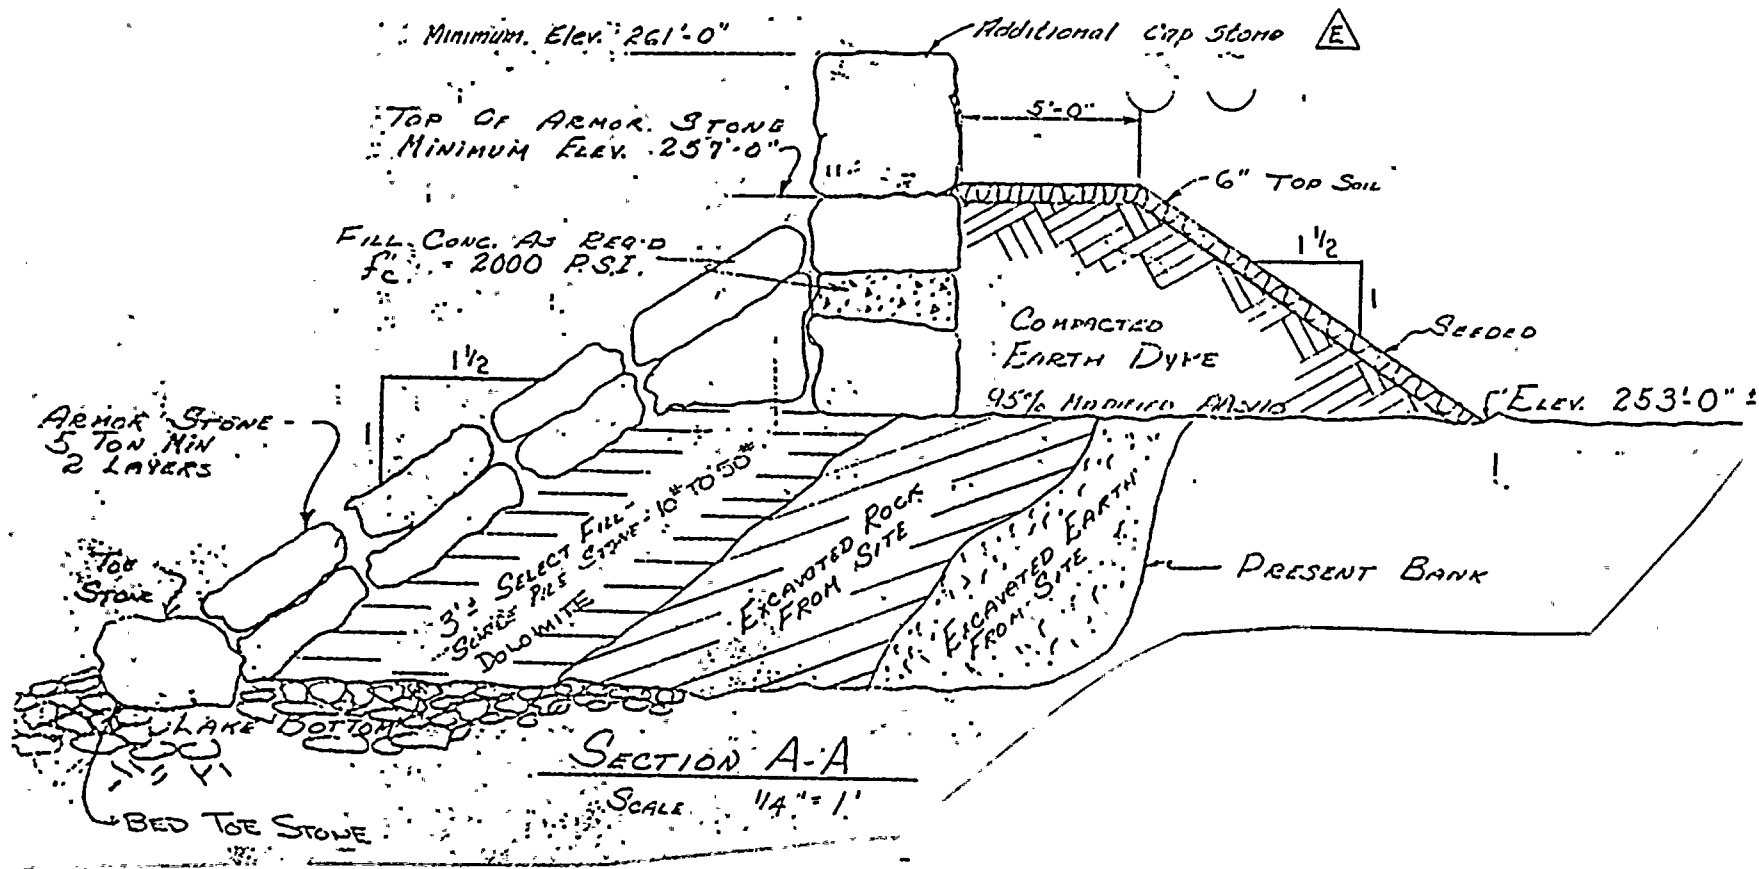 Minimum. Elev. 261'-0"
Additional Cap Stone
E
5'-0"
TOP OF ARMOR STONE
MINIMUM ELEV. 257'-0"
6" TOP SOIL
FILL CONC. AS REQ'D
f'c = 2000 P.S.I.
1 1/2
1
COMPACTED
EARTH DYKE
95% MODIFIED
SEEDED
ELEV. 253'-0" ±
1 1/2
1
ARMOR STONE
5 TON MIN
2 LAYERS
TOE
STONE
3'± SELECT FILL-
PILE STONE - 10# TO 50#
DOLOMITE
EXCAVATED ROCK
FROM SITE
EXCAVATED EARTH
FROM SITE
PRESENT BANK
LAKE BOTTOM
SECTION A-A
SCALE 1/4" = 1'
BED TOE STONE